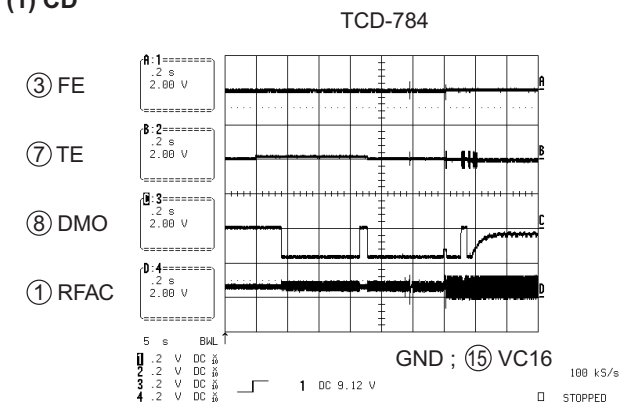 (1) CD
TCD-784
③ FE
A:1
.2 s
2.00 V
A
⑦ TE
B:2
.2 s
2.00 V
B
⑧ DMO
3
.2 s
2.00 V
C
① RFAC
D:4
.2 s
2.00 V
D
5 s BWL
1 .2 V DC
2 .2 V DC
3 .2 V DC
4 .2 V DC
1 DC 9.12 V
GND ; ⑮ VC16
100 kS/s
STOPPED